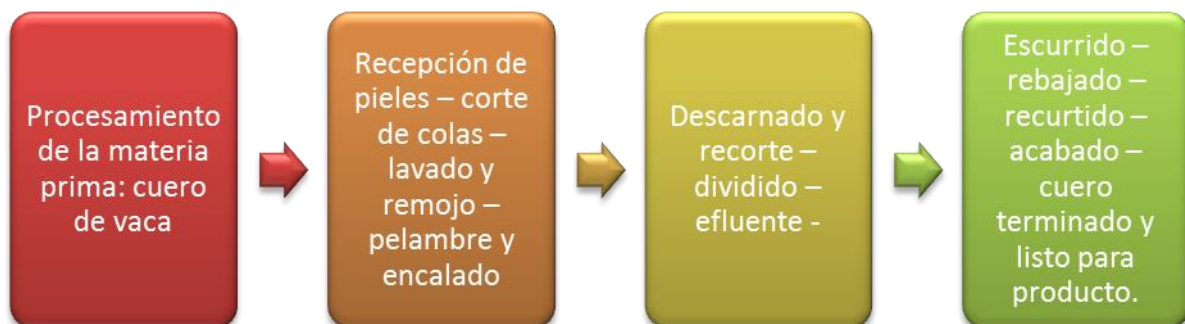 Procesamiento
de la materia
prima: cuero
de vaca
Recepción de
pieles – corte
de colas –
lavado y
remojo –
pelambre y
encalado
Descarnado y
recorte –
dividido –
efluente -
Escurrido –
rebajado –
recurtido –
acabado –
cuero
terminado y
listo para
producto.